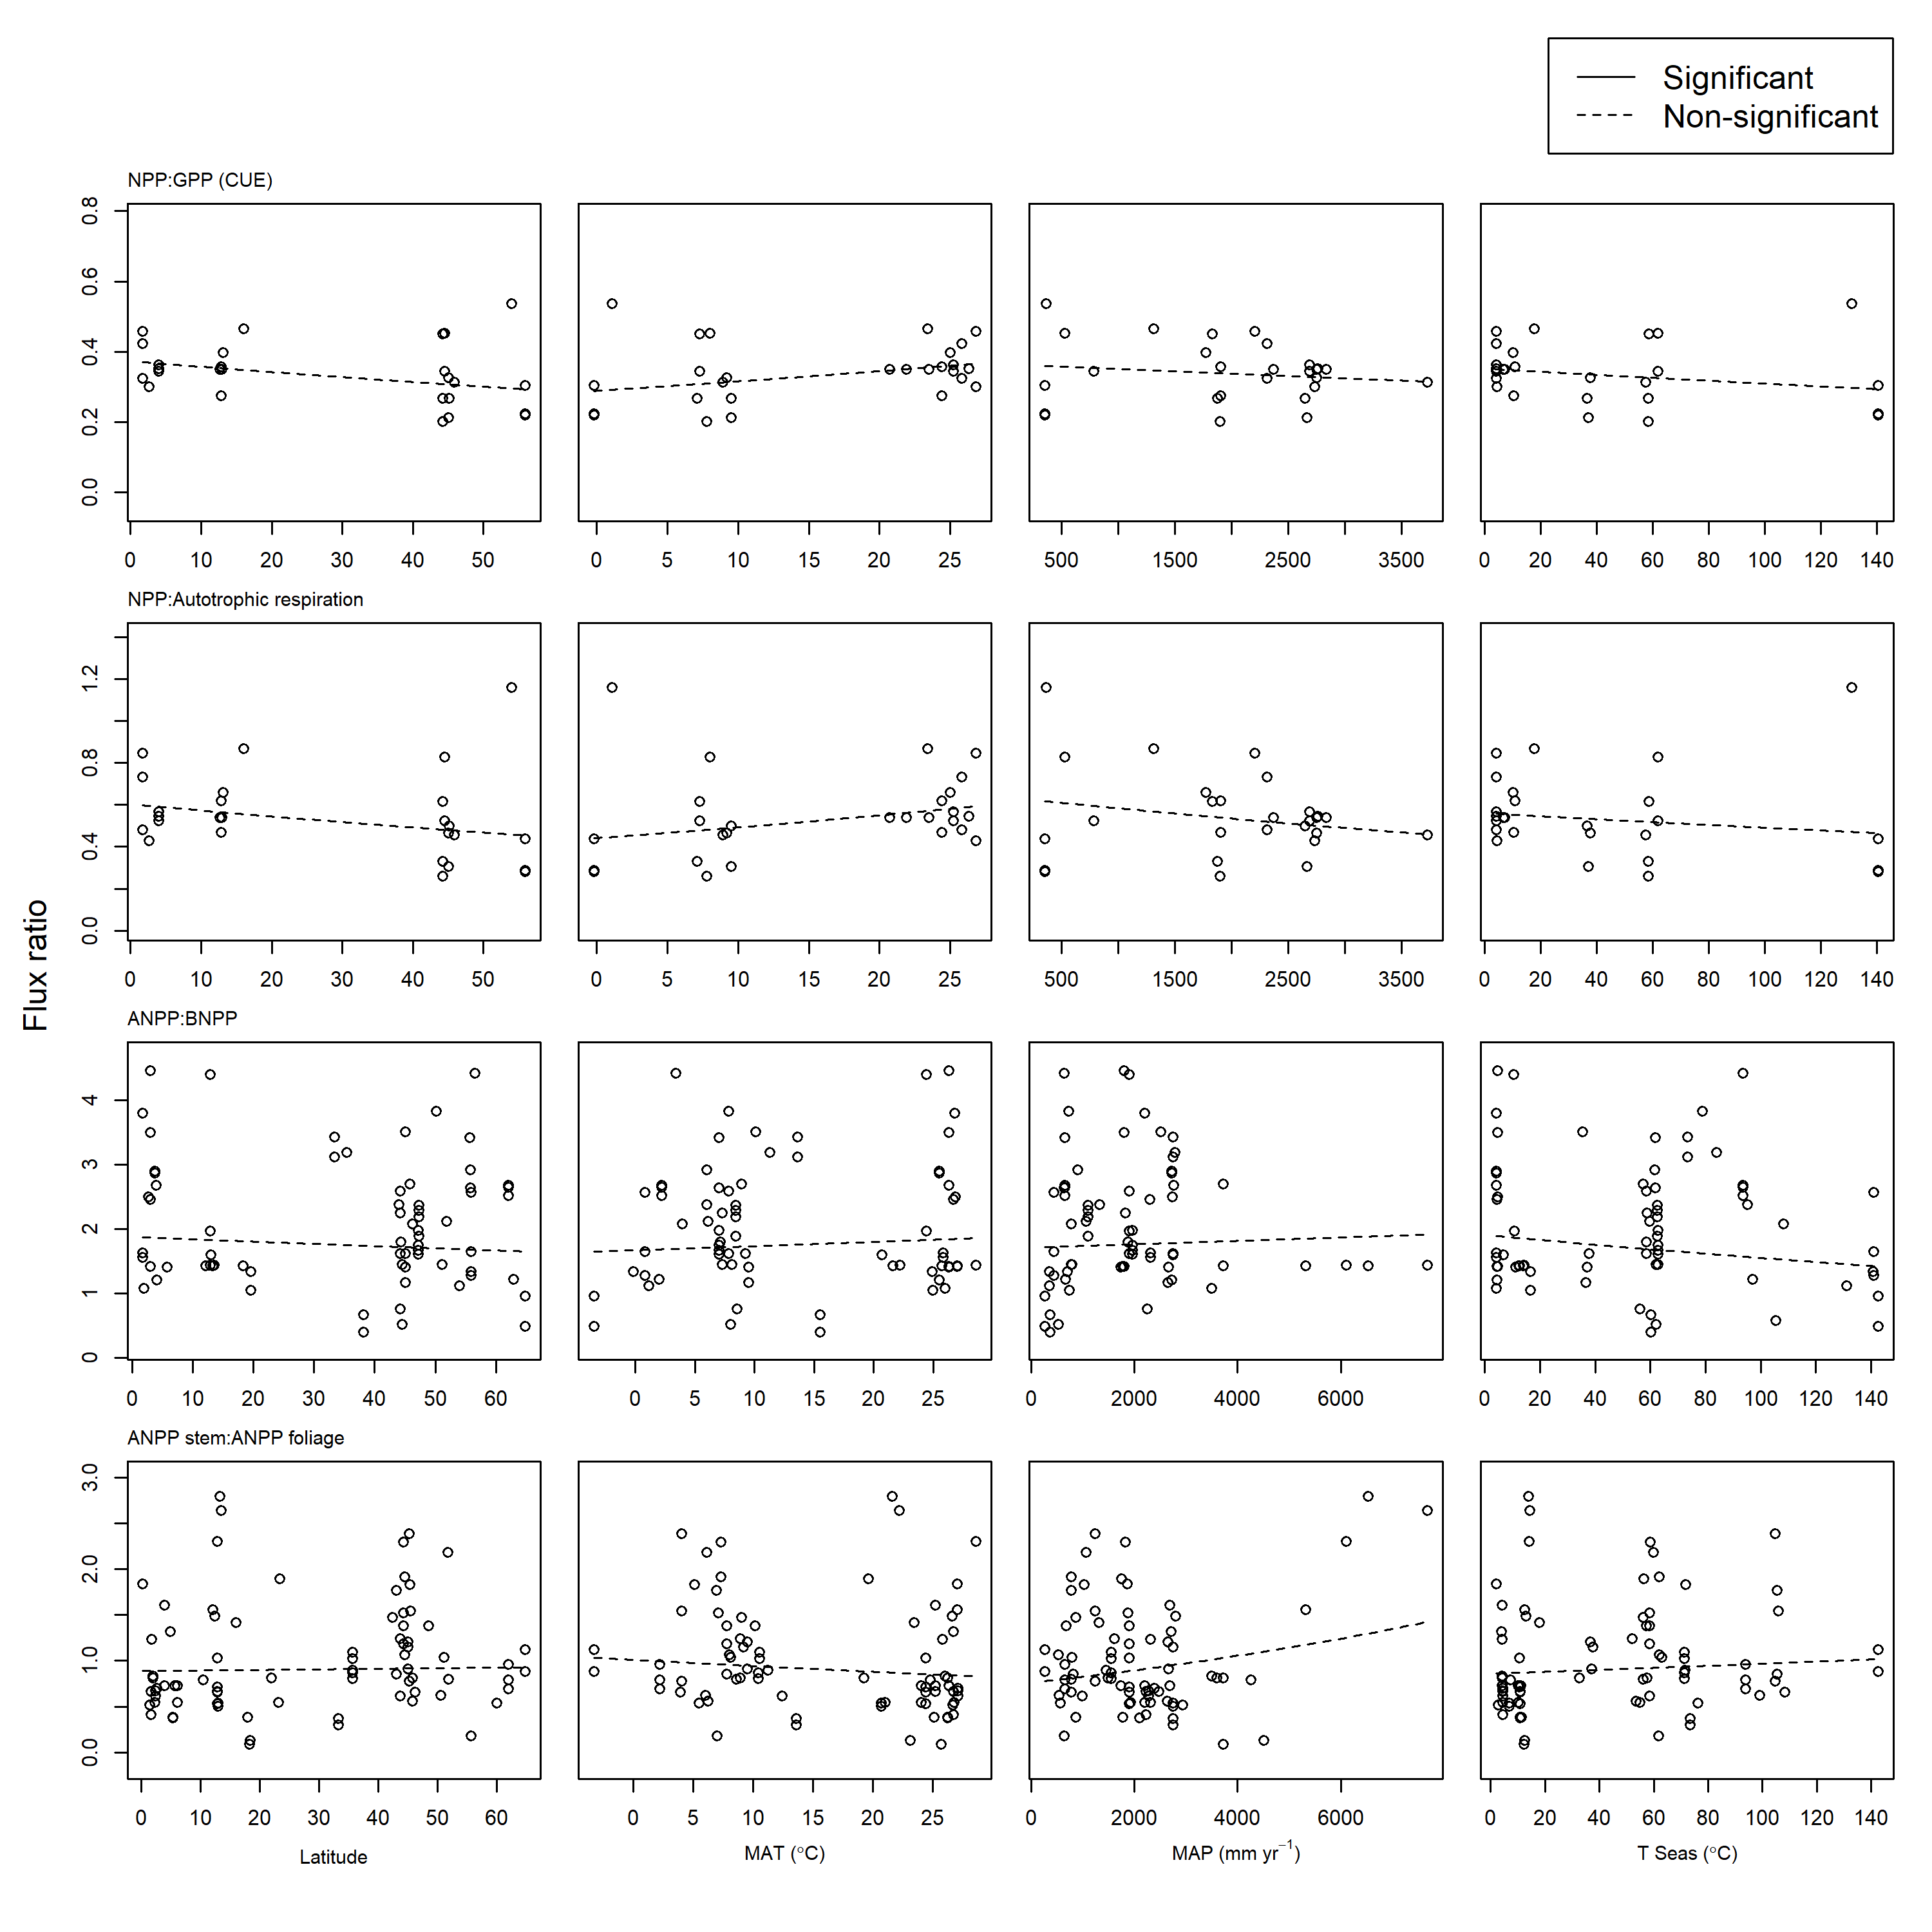 Significant
Non-significant
Flux ratio
NPP:GPP (CUE)
0.0 0.2 0.4 0.6 0.8
0 10 20 30 40 50
0 5 10 15 20 25
500 1500 2500 3500
0 20 40 60 80 100 120 140
NPP:Autotrophic respiration
0.0 0.4 0.8 1.2
0 10 20 30 40 50
0 5 10 15 20 25
500 1500 2500 3500
0 20 40 60 80 100 120 140
ANPP:BNPP
0 1 2 3 4
0 10 20 30 40 50 60
0 5 10 15 20 25
0 2000 4000 6000
0 20 40 60 80 100 120 140
ANPP stem:ANPP foliage
0.0 1.0 2.0 3.0
0 10 20 30 40 50 60
0 5 10 15 20 25
0 2000 4000 6000
0 20 40 60 80 100 120 140
Latitude
MAT (°C)
MAP (mm yr⁻¹)
T Seas (°C)